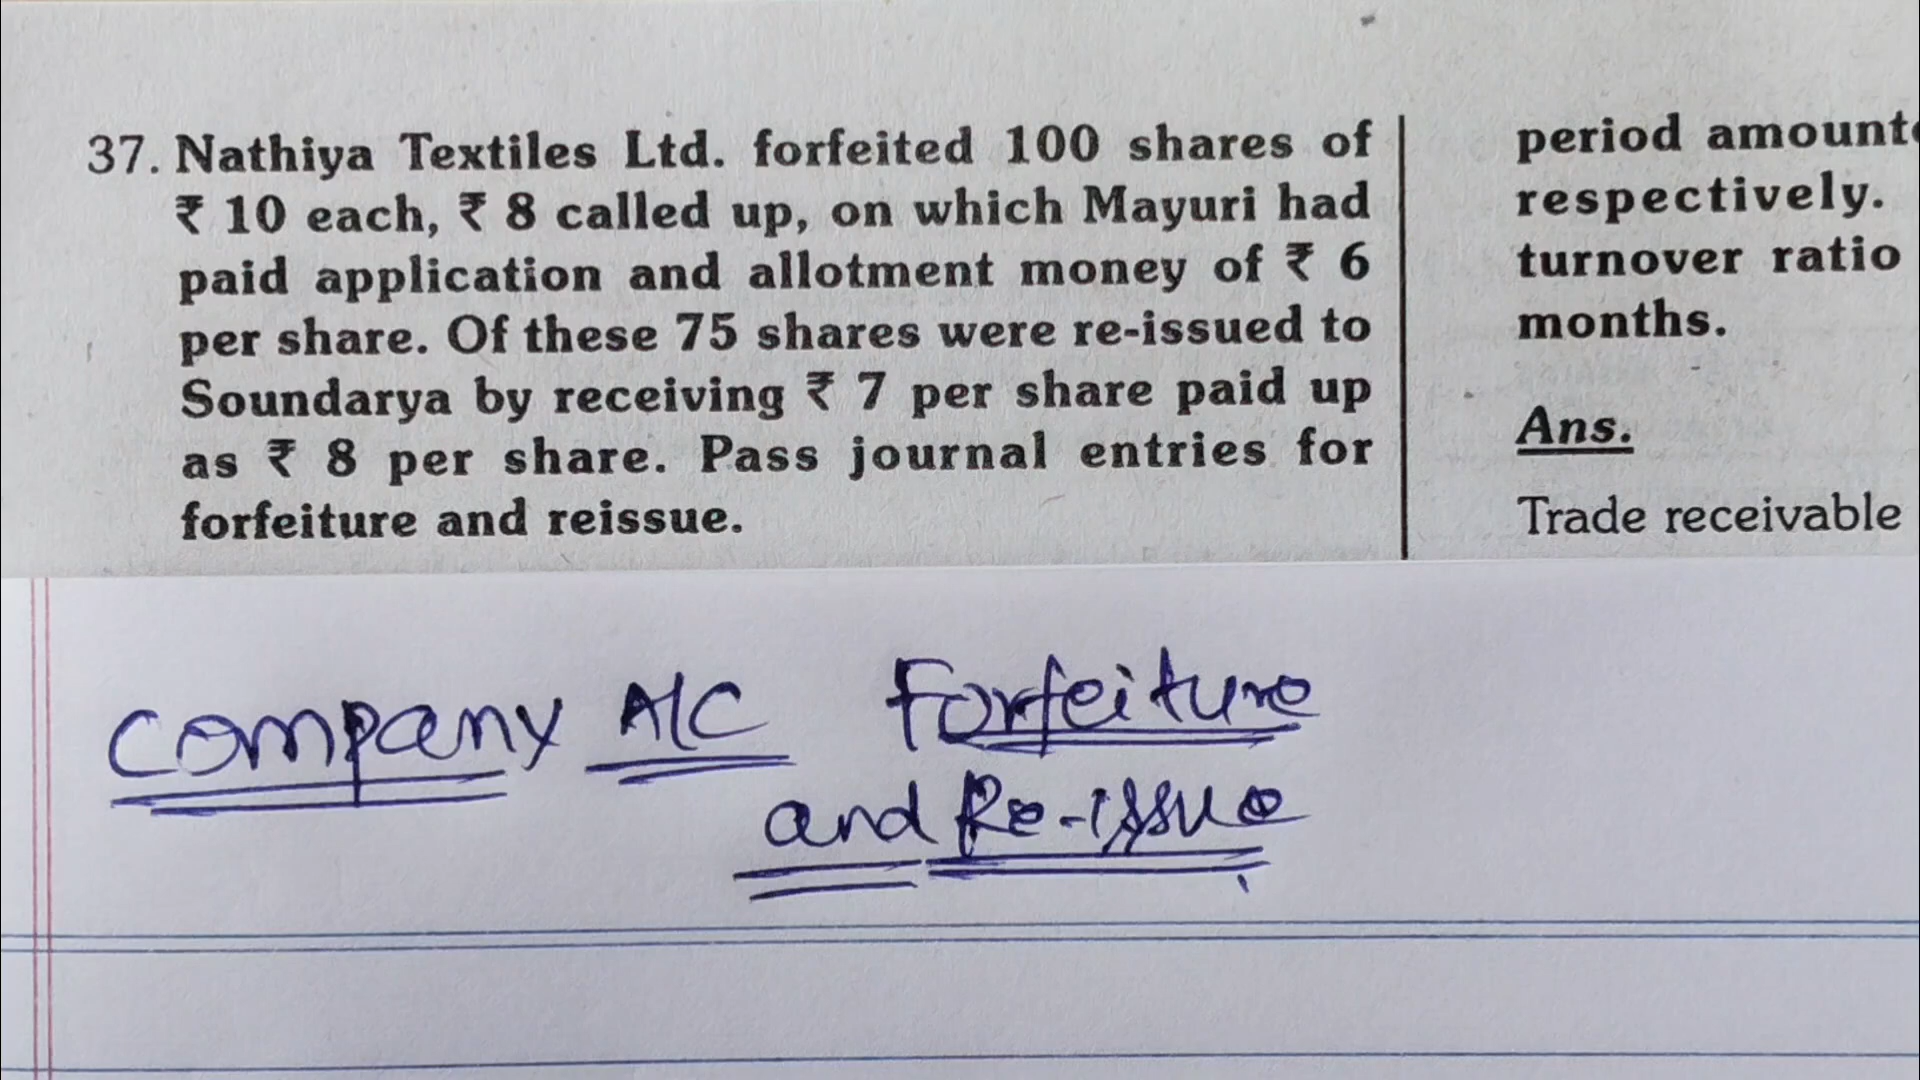 37. Nathiya Textiles Ltd. forfeited 100 shares of
₹ 10 each, ₹ 8 called up, on which Mayuri had
paid application and allotment money of ₹ 6
per share. Of these 75 shares were re-issued to
Soundarya by receiving ₹ 7 per share paid up
as ₹ 8 per share. Pass journal entries for
forfeiture and reissue.
period amount
respectively.
turnover ratio
months.
Ans.
Trade receivable
Company A/C Forfeiture
and Re-issue